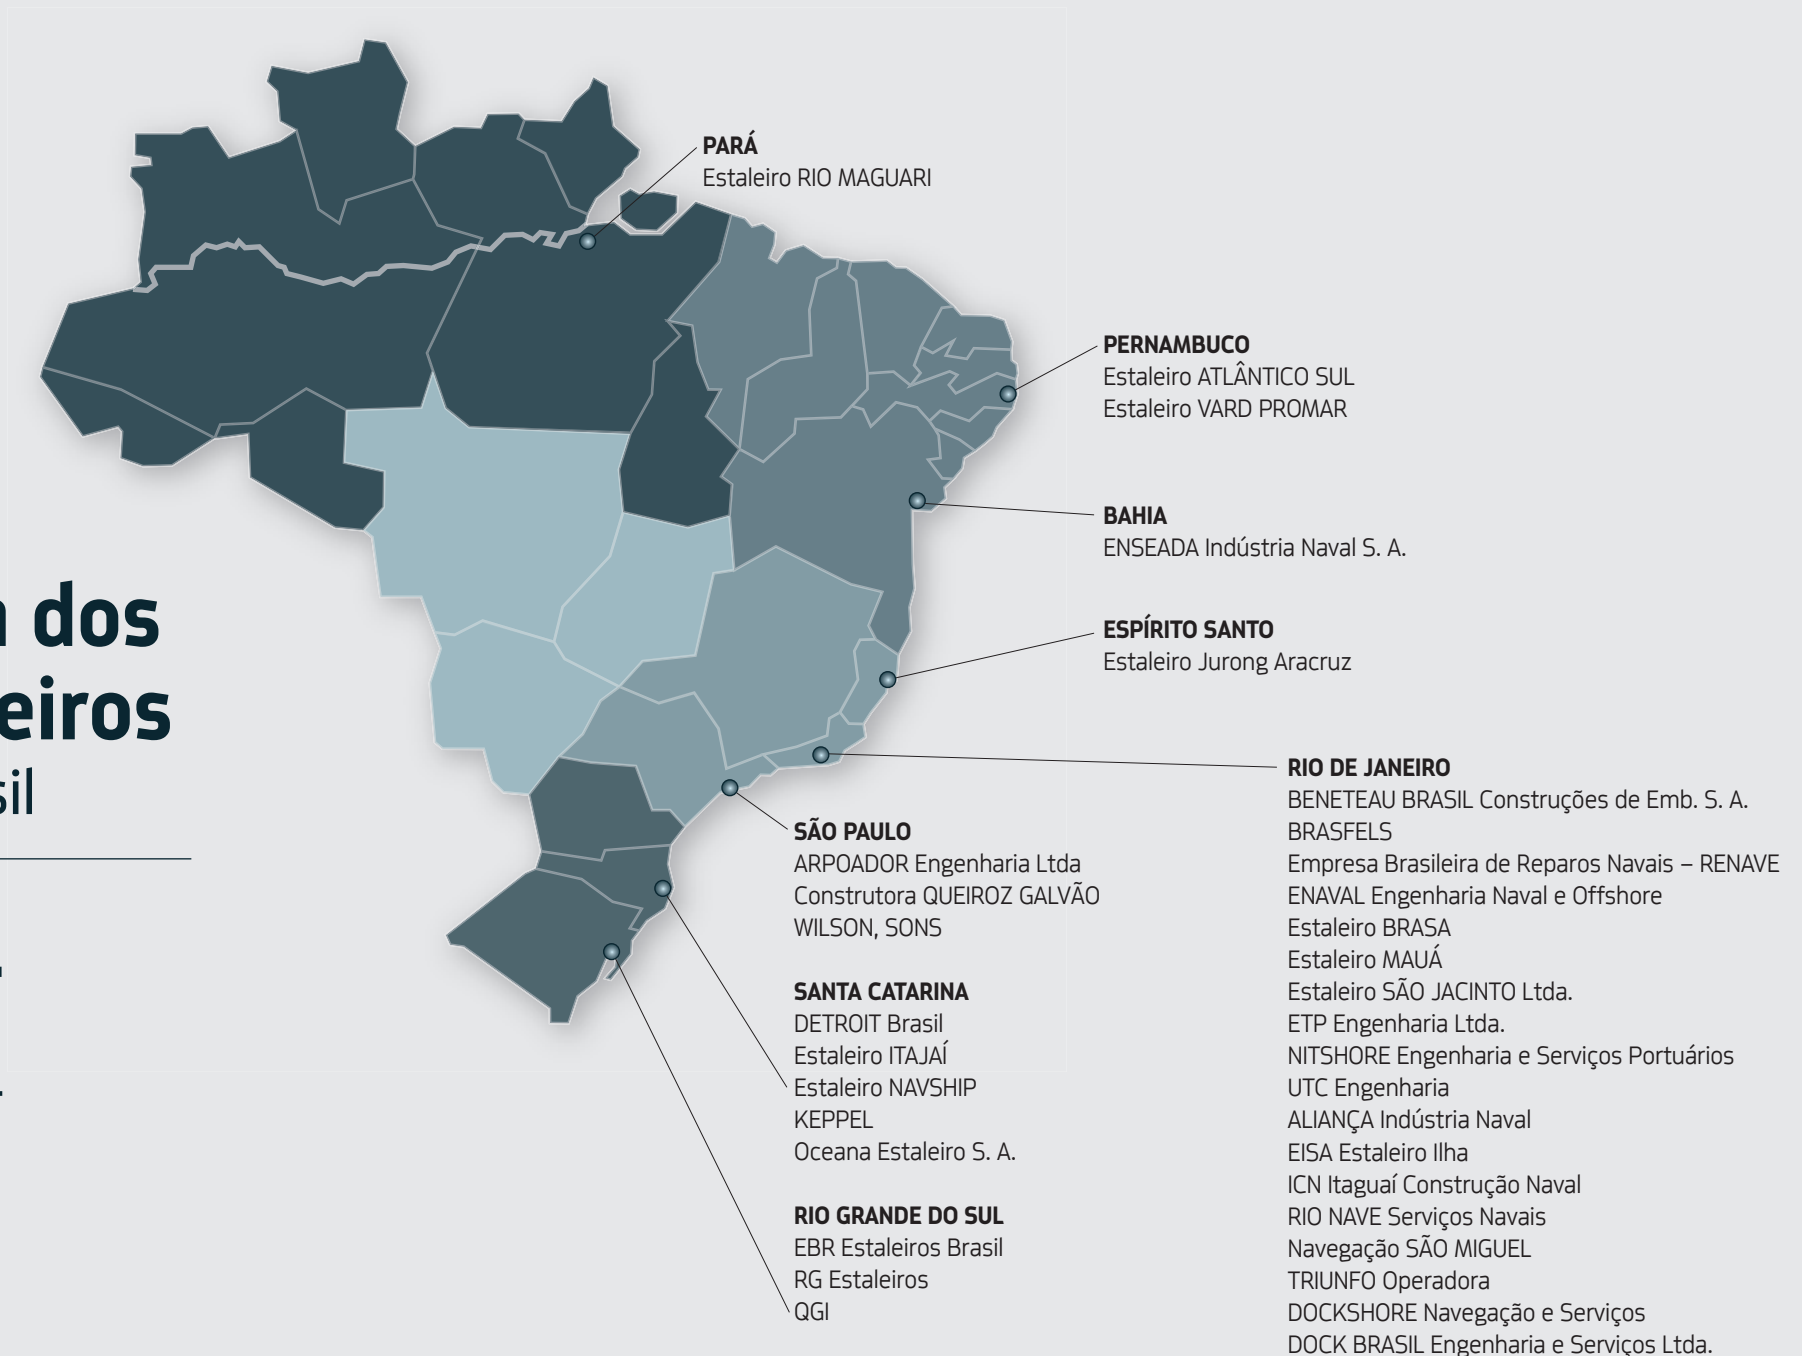 dos
eiros
sil
PARÁ
Estaleiro RIO MAGUARI
PERNAMBUCO
Estaleiro ATLÂNTICO SUL
Estaleiro VARD PROMAR
BAHIA
ENSEADA Indústria Naval S. A.
ESPÍRITO SANTO
Estaleiro Jurong Aracruz
SÃO PAULO
ARPOADOR Engenharia Ltda
Construtora QUEIROZ GALVÃO
WILSON, SONS
SANTA CATARINA
DETROIT Brasil
Estaleiro ITAJAÍ
Estaleiro NAVSHIP
KEPPEL
Oceana Estaleiro S. A.
RIO GRANDE DO SUL
EBR Estaleiros Brasil
RG Estaleiros
QGI
RIO DE JANEIRO
BENETEAU BRASIL Construções de Emb. S. A.
BRASFELS
Empresa Brasileira de Reparos Navais – RENAVE
ENAVAL Engenharia Naval e Offshore
Estaleiro BRASA
Estaleiro MAUÁ
Estaleiro SÃO JACINTO Ltda.
ETP Engenharia Ltda.
NITSHORE Engenharia e Serviços Portuários
UTC Engenharia
ALIANÇA Indústria Naval
EISA Estaleiro Ilha
ICN Itaguaí Construção Naval
RIO NAVE Serviços Navais
Navegação SÃO MIGUEL
TRIUNFO Operadora
DOCKSHORE Navegação e Serviços
DOCK BRASIL Engenharia e Serviços Ltda.